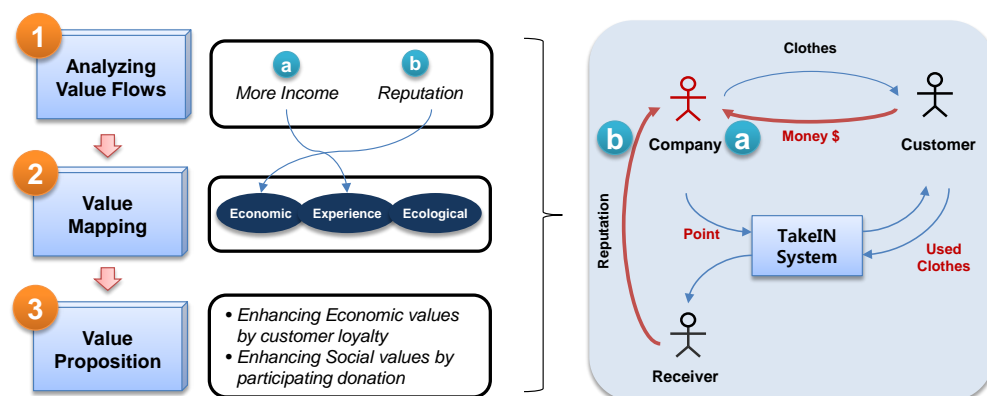 1
Analyzing
Value Flows
a
More Income
b
Reputation
2
Value
Mapping
Economic
Experience
Ecological
3
Value
Proposition
• Enhancing Economic values
by customer loyalty
• Enhancing Social values by
participating donation
Clothes
b
Company
a
Money $
Customer
Reputation
Point
TakeIN
System
Used
Clothes
Receiver